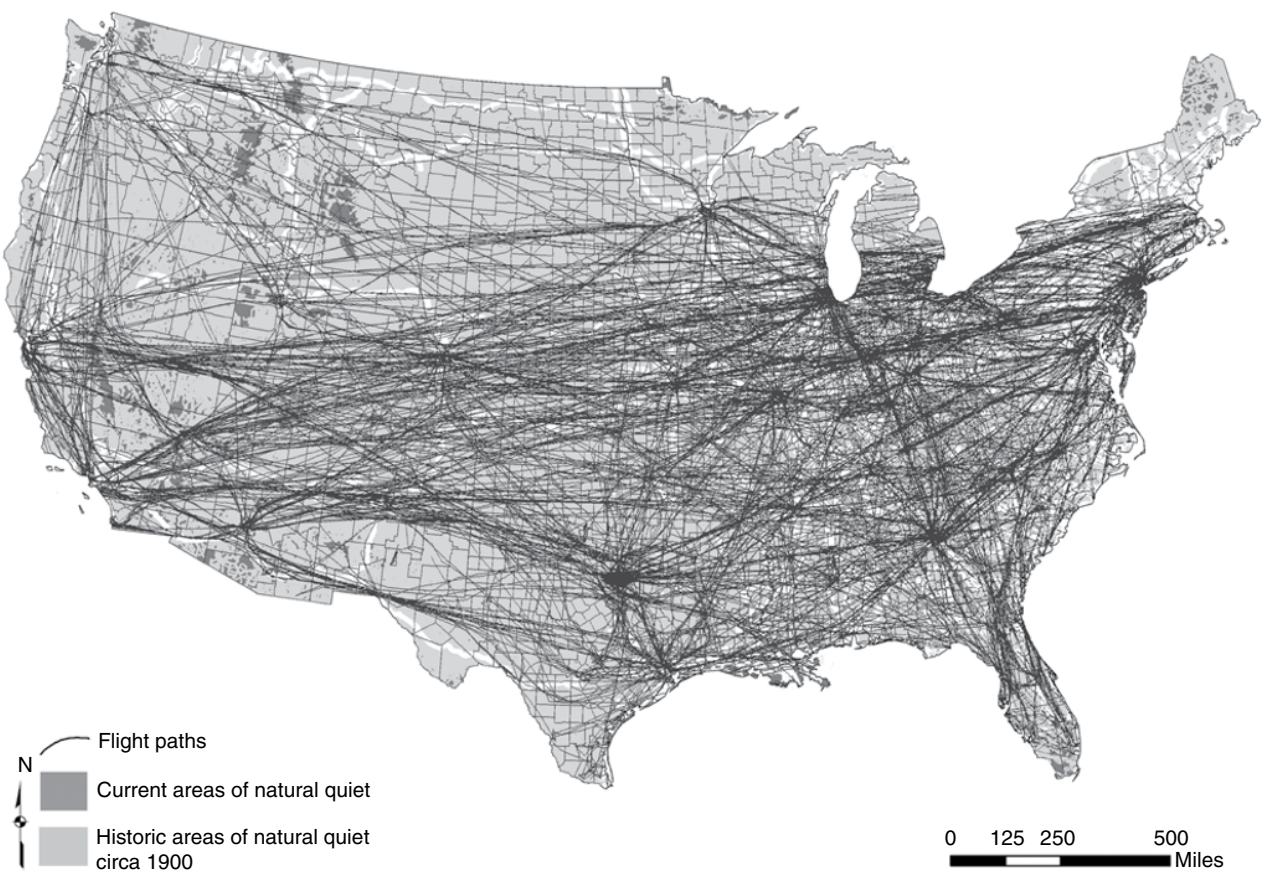 Flight paths
N
Current areas of natural quiet
Historic areas of natural quiet
circa 1900
0 125 250 500
Miles